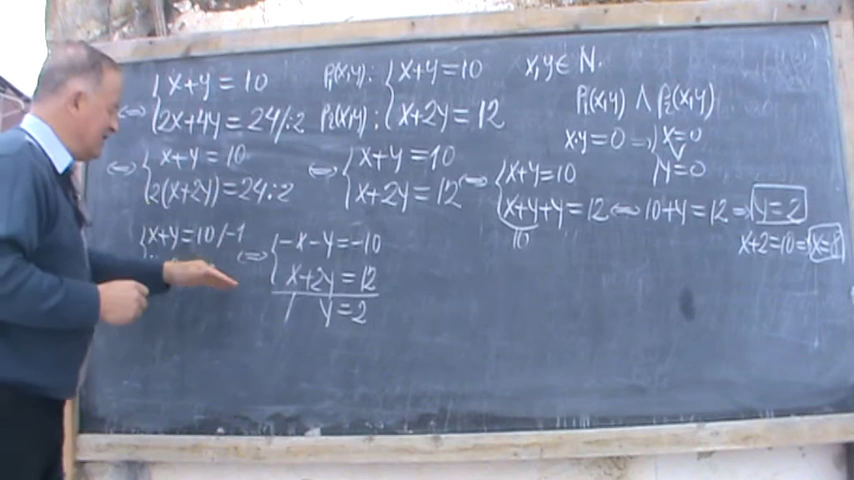 ⇔ { x+y = 10
2x+4y = 24 /:2
P₁(x,y) : { x+y = 10
P₂(x,y) : x+2y = 12
x,y ∈ N.
P₁(x,y) ∧ P₂(x,y)
x·y = 0 ⇒ { x=0
∨
y=0
⇔ { x+y = 10
2(x+2y) = 24:2
⇔ { x+y = 10
x+2y = 12
⇔ { x+y = 10
x+y+y = 12 ⇔ 10+y = 12 ⇒ y = 2
10
x+2=10 ⇒ x=8
{ x+y = 10 /-1
⇔ { -x-y = -10
x+2y = 12
/ y = 2